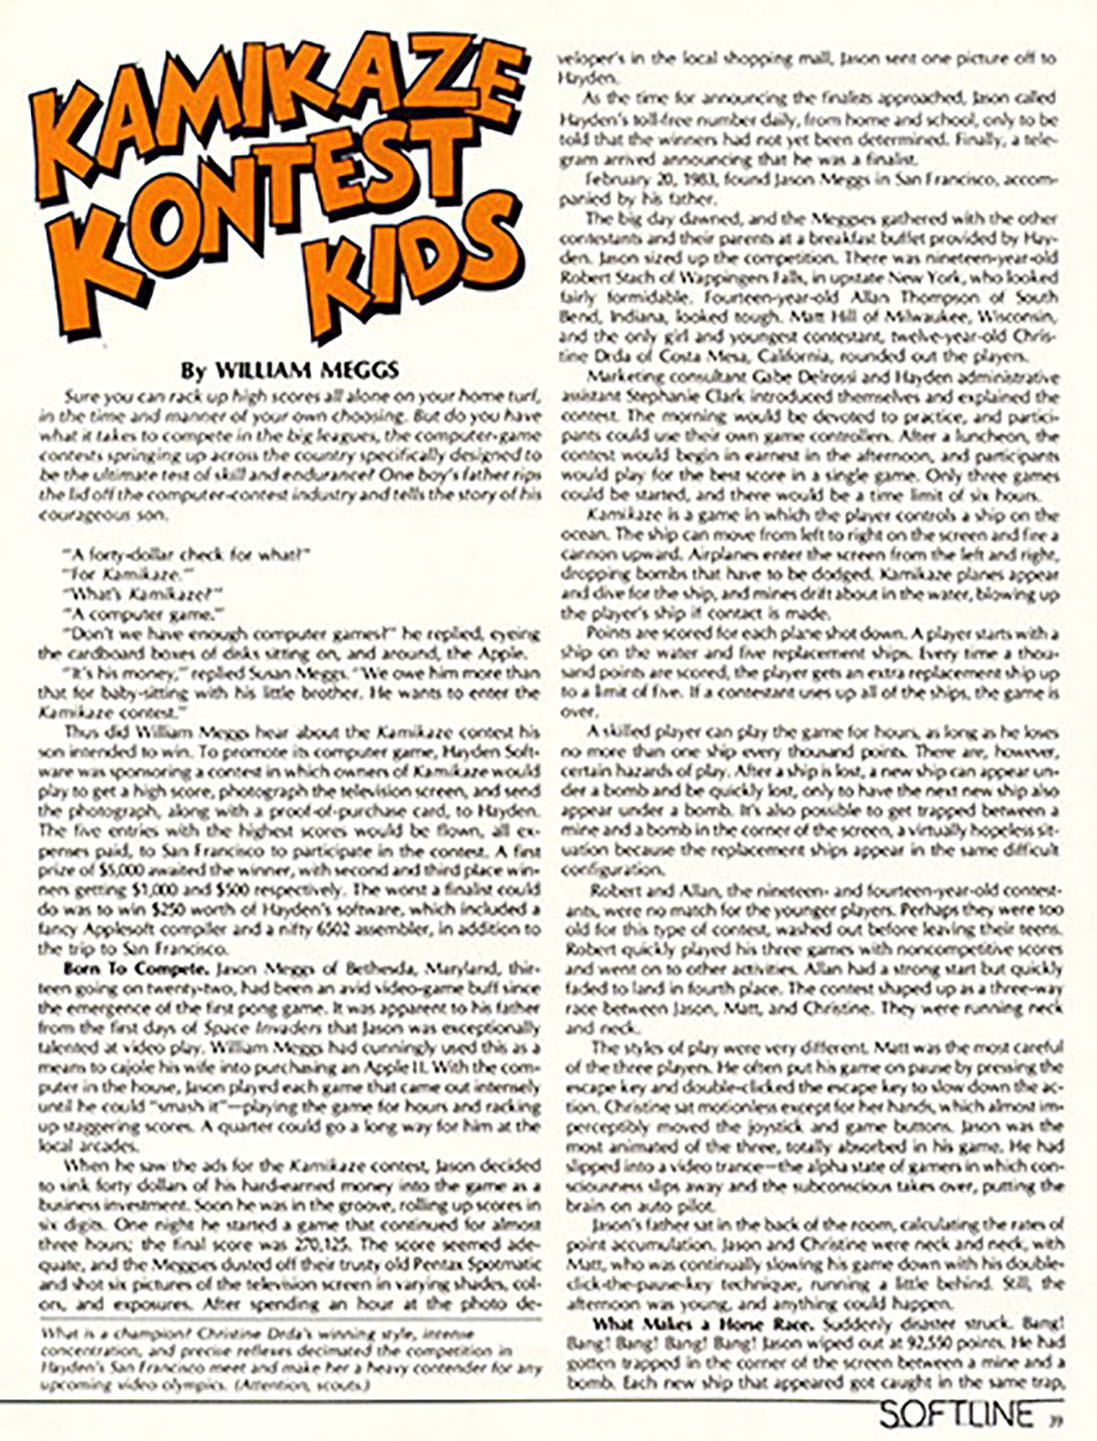 KAMIKAZE
KONTEST
KIDS
By WILLIAM MEGGS
Sure you can rack up high scores all alone on your home turf,
in the time and manner of your own choosing. But do you have
what it takes to compete in the big leagues, the computer-game
contests springing up across the country specifically designed to
be the ultimate test of skill and endurance? One boy's father rips
the lid off the computer-contest industry and tells the story of his
courageous son.
"A forty-dollar check for what?"
"For Kamikaze."
"What's Kamikaze?"
"A computer game."
"Don't we have enough computer games?" he replied, eyeing
the cardboard boxes of disks sitting on, and around, the Apple.
"It's his money," replied Susan Meggs. "We owe him more than
that for baby-sitting with his little brother. He wants to enter the
Kamikaze contest."
Thus did William Meggs hear about the Kamikaze contest his
son intended to win. To promote its computer game, Hayden Soft-
ware was sponsoring a contest in which owners of Kamikaze would
play to get a high score, photograph the television screen, and send
the photograph, along with a proof-of-purchase card, to Hayden.
The five entries with the highest scores would be flown, all ex-
penses paid, to San Francisco to participate in the contest. A first
prize of $5,000 awaited the winner, with second and third place win-
ners getting $1,000 and $500 respectively. The worst a finalist could
do was to win $250 worth of Hayden's software, which included a
fancy Applesoft compiler and a nifty 6502 assembler, in addition to
the trip to San Francisco.
Born To Compete. Jason Meggs of Bethesda, Maryland, thir-
teen going on twenty-two, had been an avid video-game buff since
the emergence of the first pong game. It was apparent to his father
from the first days of Space Invaders that Jason was exceptionally
talented at video play. William Meggs had cunningly used this as a
means to cajole his wife into purchasing an Apple II. With the com-
puter in the house, Jason played each game that came out intensely
until he could "smash it"—playing the game for hours and racking
up staggering scores. A quarter could go a long way for him at the
local arcades.
When he saw the ads for the Kamikaze contest, Jason decided
to sink forty dollars of his hard-earned money into the game as a
business investment. Soon he was in the groove, rolling up scores in
six digits. One night he started a game that continued for almost
three hours; the final score was 270,125. The score seemed ade-
quate, and the Meggses dusted off their trusty old Pentax Spotmatic
and shot six pictures of the television screen in varying shades, col-
ors, and exposures. After spending an hour at the photo de-
What is a champion? Christine Drda's winning style, intense
concentration, and precise reflexes decimated the competition in
Hayden's San Francisco meet and make her a heavy contender for any
upcoming video olympics. (Attention, scouts.)
veloper's in the local shopping mall, Jason sent one picture off to
Hayden.
As the time for announcing the finalists approached, Jason called
Hayden's toll-free number daily, from home and school, only to be
told that the winners had not yet been determined. Finally, a tele-
gram arrived announcing that he was a finalist.
February 20, 1983, found Jason Meggs in San Francisco, accom-
panied by his father.
The big day dawned, and the Meggses gathered with the other
contestants and their parents at a breakfast buffet provided by Hay-
den. Jason sized up the competition. There was nineteen-year-old
Robert Stach of Wappingers Falls, in upstate New York, who looked
fairly formidable. Fourteen-year-old Allan Thompson of South
Bend, Indiana, looked tough. Matt Hill of Milwaukee, Wisconsin,
and the only girl and youngest contestant, twelve-year-old Chris-
tine Drda of Costa Mesa, California, rounded out the players.
Marketing consultant Gabe Delrossi and Hayden administrative
assistant Stephanie Clark introduced themselves and explained the
contest. The morning would be devoted to practice, and partici-
pants could use their own game controllers. After a luncheon, the
contest would begin in earnest in the afternoon, and participants
would play for the best score in a single game. Only three games
could be started, and there would be a time limit of six hours.
Kamikaze is a game in which the player controls a ship on the
ocean. The ship can move from left to right on the screen and fire a
cannon upward. Airplanes enter the screen from the left and right,
dropping bombs that have to be dodged. Kamikaze planes appear
and dive for the ship, and mines drift about in the water, blowing up
the player's ship if contact is made.
Points are scored for each plane shot down. A player starts with a
ship on the water and five replacement ships. Every time a thou-
sand points are scored, the player gets an extra replacement ship up
to a limit of five. If a contestant uses up all of the ships, the game is
over.
A skilled player can play the game for hours, as long as he loses
no more than one ship every thousand points. There are, however,
certain hazards of play. After a ship is lost, a new ship can appear un-
der a bomb and be quickly lost, only to have the next new ship also
appear under a bomb. It's also possible to get trapped between a
mine and a bomb in the corner of the screen, a virtually hopeless sit-
uation because the replacement ships appear in the same difficult
configuration.
Robert and Allan, the nineteen- and fourteen-year-old contest-
ants, were no match for the younger players. Perhaps they were too
old for this type of contest, washed out before leaving their teens.
Robert quickly played his three games with noncompetitive scores
and went on to other activities. Allan had a strong start but quickly
faded to land in fourth place. The contest shaped up as a three-way
race between Jason, Matt, and Christine. They were running neck
and neck.
The styles of play were very different. Matt was the most careful
of the three players. He often put his game on pause by pressing the
escape key and double-clicked the escape key to slow down the ac-
tion. Christine sat motionless except for her hands, which almost im-
perceptibly moved the joystick and game buttons. Jason was the
most animated of the three, totally absorbed in his game. He had
slipped into a video trance—the alpha state of gamers in which con-
sciousness slips away and the subconscious takes over, putting the
brain on auto pilot.
Jason's father sat in the back of the room, calculating the rates of
point accumulation. Jason and Christine were neck and neck, with
Matt, who was continually slowing his game down with his double-
click-the-pause-key technique, running a little behind. Still, the
afternoon was young, and anything could happen.
What Makes a Horse Race. Suddenly disaster struck. Bang!
Bang! Bang! Bang! Bang! Jason wiped out at 92,550 points. He had
gotten trapped in the corner of the screen between a mine and a
bomb. Each new ship that appeared got caught in the same trap,
SOFTLINE 39